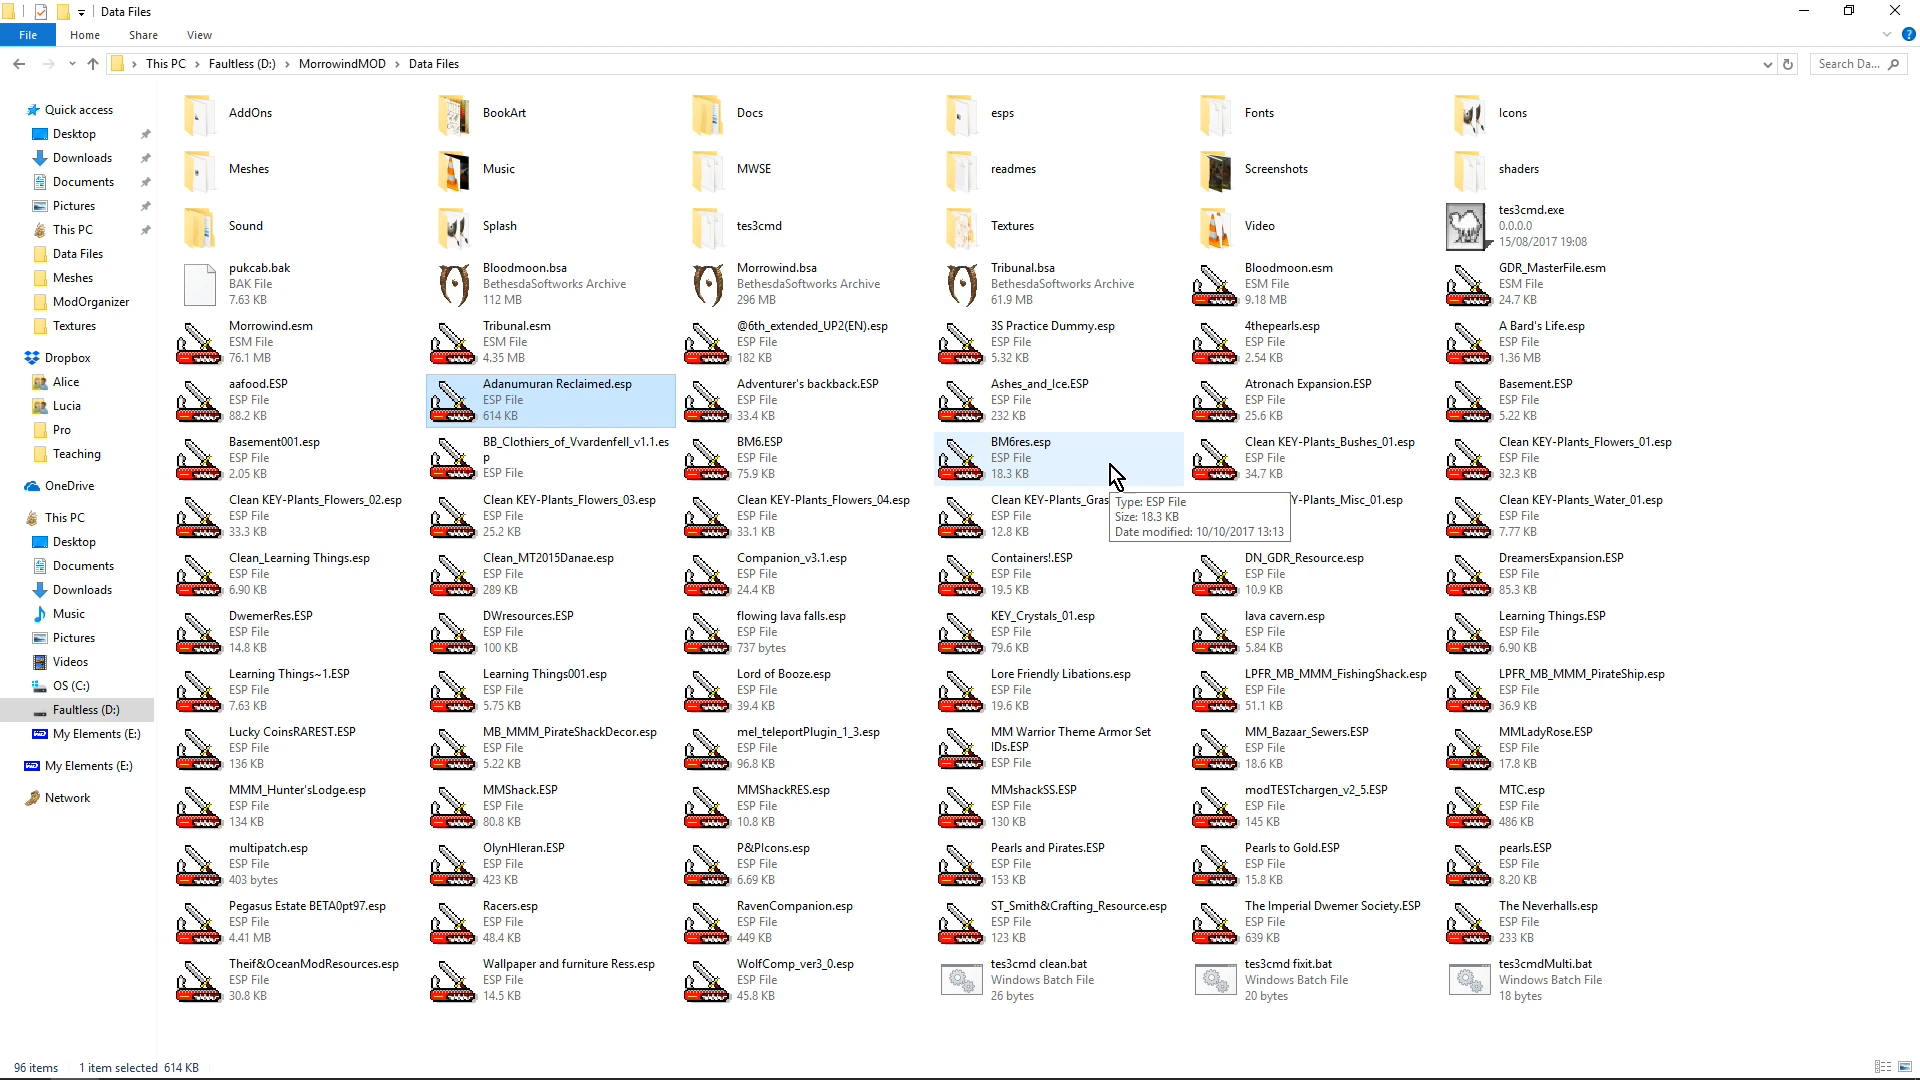 Data Files
File
Home
Share
View
This PC
Faultless (D:)
MorrowindMOD
Data Files
Search Da...
Quick access
Desktop
Downloads
Documents
Pictures
This PC
Data Files
Meshes
ModOrganizer
Textures
Dropbox
Alice
Lucia
Pro
Teaching
OneDrive
This PC
Desktop
Documents
Downloads
Music
Pictures
Videos
OS (C:)
Faultless (D:)
My Elements (E:)
My Elements (E:)
Network
AddOns
BookArt
Docs
esps
Fonts
Icons
Meshes
Music
MWSE
readmes
Screenshots
shaders
Sound
Splash
tes3cmd
Textures
Video
tes3cmd.exe
0.0.0.0
15/08/2017 19:08
pukcab.bak
BAK File
7.63 KB
Bloodmoon.bsa
BethesdaSoftworks Archive
112 MB
Morrowind.bsa
BethesdaSoftworks Archive
296 MB
Tribunal.bsa
BethesdaSoftworks Archive
61.9 MB
Bloodmoon.esm
ESM File
9.18 MB
GDR_MasterFile.esm
ESM File
24.7 KB
Morrowind.esm
ESM File
76.1 MB
Tribunal.esm
ESM File
4.35 MB
@6th_extended_UP2(EN).esp
ESP File
182 KB
3S Practice Dummy.esp
ESP File
5.32 KB
4thepearls.esp
ESP File
2.54 KB
A Bard's Life.esp
ESP File
1.36 MB
aafood.ESP
ESP File
88.2 KB
Adanumuran Reclaimed.esp
ESP File
614 KB
Adventurer's backback.ESP
ESP File
33.4 KB
Ashes_and_Ice.ESP
ESP File
232 KB
Atronach Expansion.ESP
ESP File
25.6 KB
Basement.ESP
ESP File
5.22 KB
Basement001.esp
ESP File
2.05 KB
BB_Clothiers_of_Vvardenfell_v1.1.es
p
ESP File
BM6.ESP
ESP File
75.9 KB
BM6res.esp
ESP File
18.3 KB
Clean KEY-Plants_Bushes_01.esp
ESP File
34.7 KB
Clean KEY-Plants_Flowers_01.esp
ESP File
32.3 KB
Clean KEY-Plants_Flowers_02.esp
ESP File
33.3 KB
Clean KEY-Plants_Flowers_03.esp
ESP File
25.2 KB
Clean KEY-Plants_Flowers_04.esp
ESP File
33.1 KB
Clean KEY-Plants_Gras
ESP File
12.8 KB
Type: ESP File
Size: 18.3 KB
Date modified: 10/10/2017 13:13
Y-Plants_Misc_01.esp
Clean KEY-Plants_Water_01.esp
ESP File
7.77 KB
Clean_Learning Things.esp
ESP File
6.90 KB
Clean_MT2015Danae.esp
ESP File
289 KB
Companion_v3.1.esp
ESP File
24.4 KB
Containers!.ESP
ESP File
19.5 KB
DN_GDR_Resource.esp
ESP File
10.9 KB
DreamersExpansion.ESP
ESP File
85.3 KB
DwemerRes.ESP
ESP File
14.8 KB
DWresources.ESP
ESP File
100 KB
flowing lava falls.esp
ESP File
737 bytes
KEY_Crystals_01.esp
ESP File
79.6 KB
lava cavern.esp
ESP File
5.84 KB
Learning Things.ESP
ESP File
6.90 KB
Learning Things~1.ESP
ESP File
7.63 KB
Learning Things001.esp
ESP File
5.75 KB
Lord of Booze.esp
ESP File
39.4 KB
Lore Friendly Libations.esp
ESP File
19.6 KB
LPFR_MB_MMM_FishingShack.esp
ESP File
51.1 KB
LPFR_MB_MMM_PirateShip.esp
ESP File
36.9 KB
Lucky CoinsRAREST.ESP
ESP File
136 KB
MB_MMM_PirateShackDecor.esp
ESP File
5.22 KB
mel_teleportPlugin_1_3.esp
ESP File
96.8 KB
MM Warrior Theme Armor Set
IDs.ESP
ESP File
MM_Bazaar_Sewers.ESP
ESP File
18.6 KB
MMLadyRose.ESP
ESP File
17.8 KB
MMM_Hunter'sLodge.esp
ESP File
134 KB
MMShack.ESP
ESP File
80.8 KB
MMShackRES.esp
ESP File
10.8 KB
MMshackSS.ESP
ESP File
130 KB
modTESTchargen_v2_5.ESP
ESP File
145 KB
MTC.esp
ESP File
486 KB
multipatch.esp
ESP File
403 bytes
OlynHleran.ESP
ESP File
423 KB
P&PIcons.esp
ESP File
6.69 KB
Pearls and Pirates.ESP
ESP File
153 KB
Pearls to Gold.ESP
ESP File
15.8 KB
pearls.ESP
ESP File
8.20 KB
Pegasus Estate BETA0pt97.esp
ESP File
4.41 MB
Racers.esp
ESP File
48.4 KB
RavenCompanion.esp
ESP File
449 KB
ST_Smith&Crafting_Resource.esp
ESP File
123 KB
The Imperial Dwemer Society.ESP
ESP File
639 KB
The Neverhalls.esp
ESP File
233 KB
Theif&OceanModResources.esp
ESP File
30.8 KB
Wallpaper and furniture Ress.esp
ESP File
14.5 KB
WolfComp_ver3_0.esp
ESP File
45.8 KB
tes3cmd clean.bat
Windows Batch File
26 bytes
tes3cmd fixit.bat
Windows Batch File
20 bytes
tes3cmdMulti.bat
Windows Batch File
18 bytes
96 items
1 item selected 614 KB